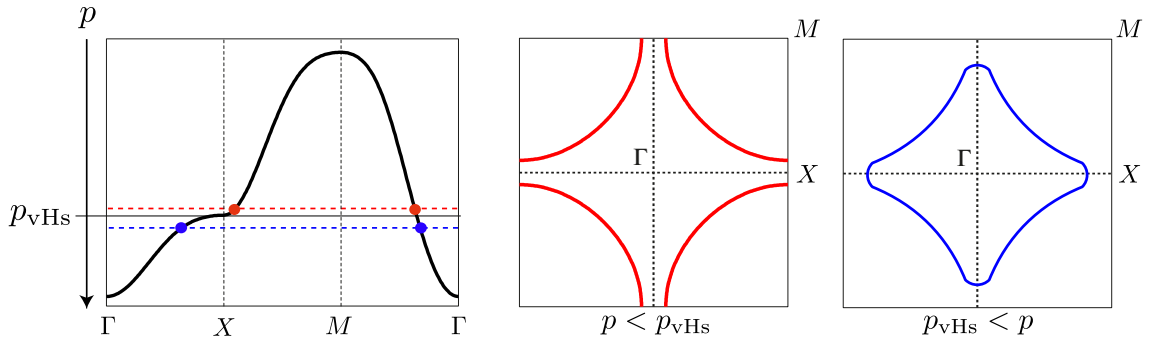 p
p_vHs
Γ X M Γ
M
Γ
X
p < p_vHs
M
Γ
X
p_vHs < p